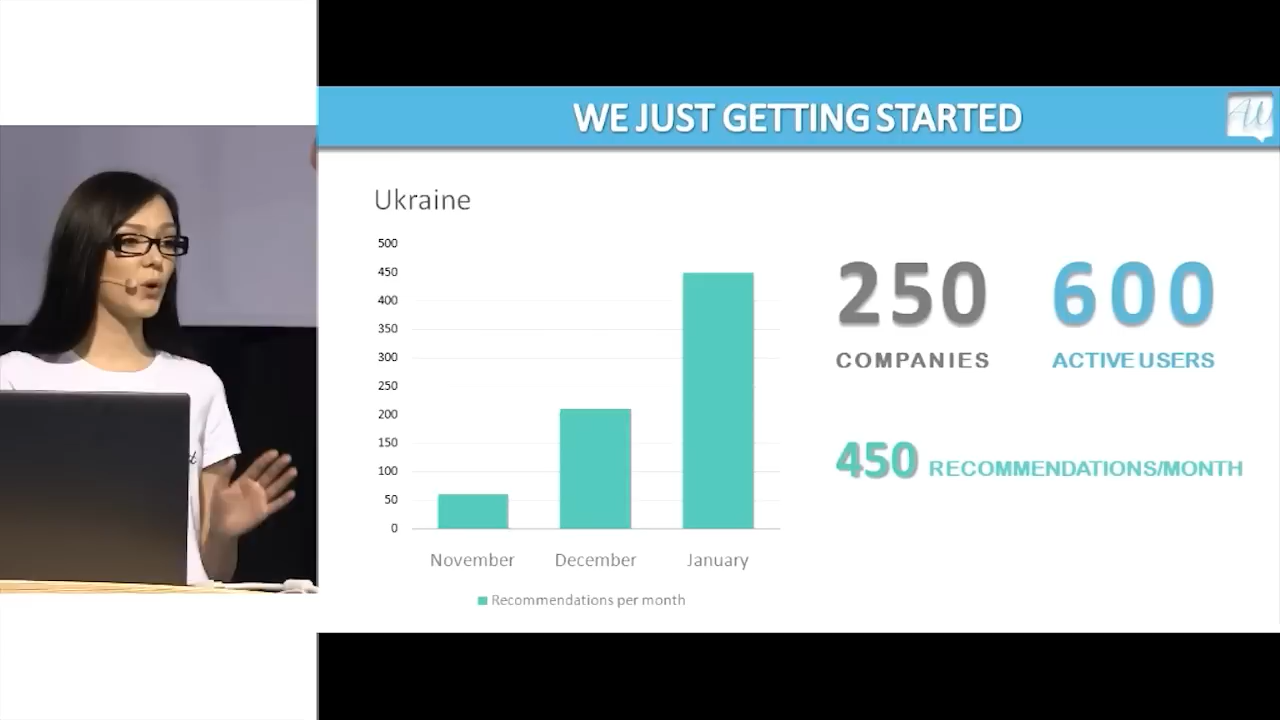 WE JUST GETTING STARTED
AU
Ukraine
500
450
400
350
300
250
200
150
100
50
0
November December January
Recommendations per month
250 600
COMPANIES ACTIVE USERS
450 RECOMMENDATIONS/MONTH